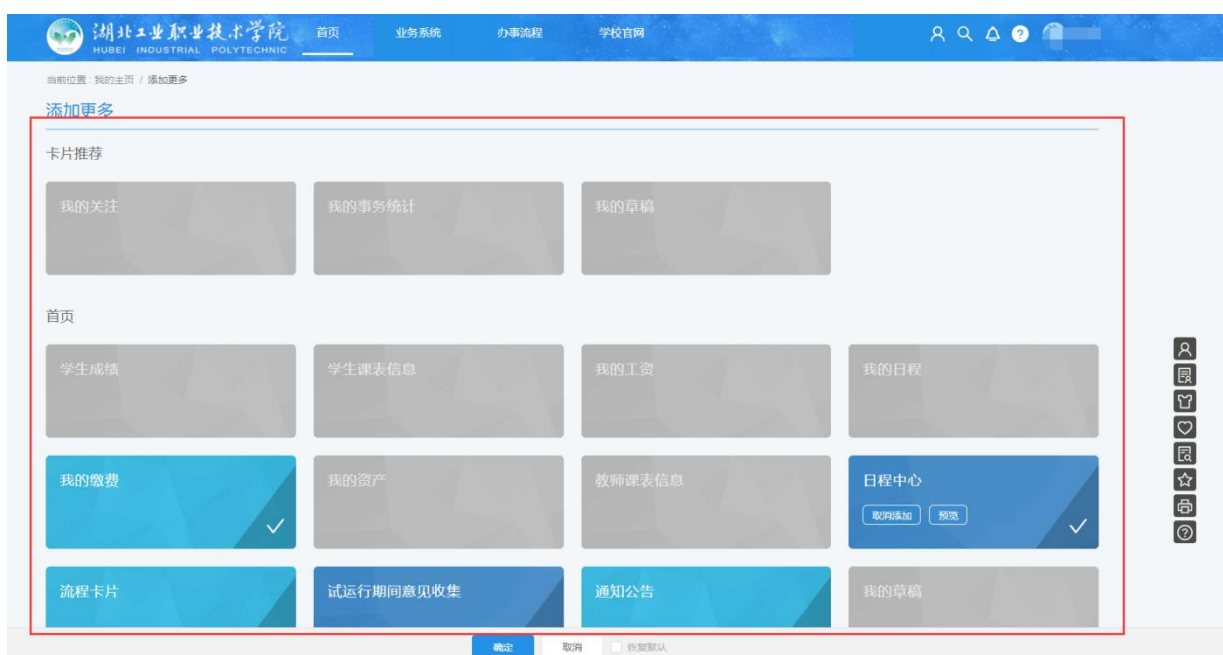 湖北工业职业技术学院 首页 业务系统 办事流程 学校官网
HUBEI INDUSTRIAL POLYTECHNIC
当前位置:我的主页 / 添加更多
添加更多
卡片推荐
我的关注 我的事务统计 我的草稿
首页
学生成绩 学生课表信息 我的工资 我的日程
我的缴费 我的资产 教师课表信息 日程中心
取消添加 预览
流程卡片 试运行期间意见收集 通知公告 我的草稿
确定 取消 恢复默认